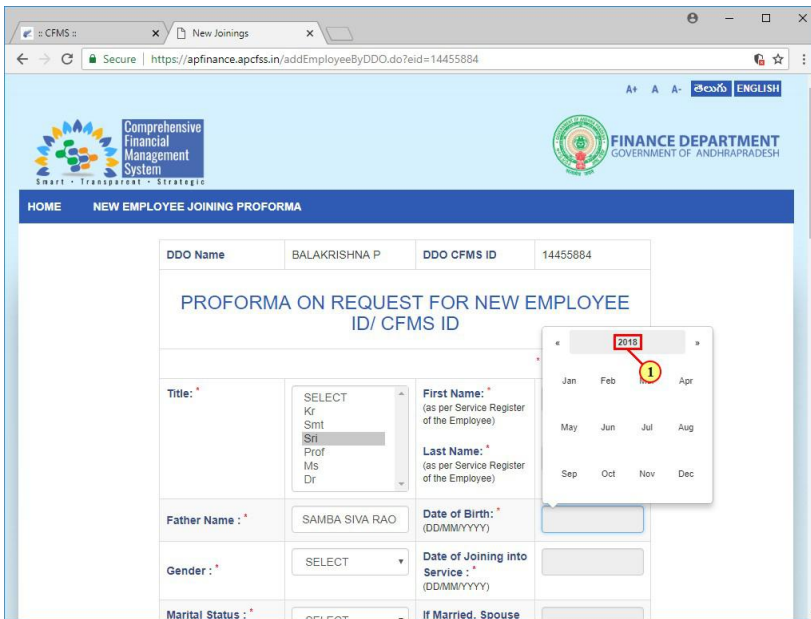 :: CFMS ::
New Joinings
Secure | https://apfinance.apcfss.in/addEmployeeByDDO.do?eid=14455884
A+ A A- తెలుగు ENGLISH
Comprehensive
Financial
Management
System
Smart • Transparent • Strategic
FINANCE DEPARTMENT
GOVERNMENT OF ANDHRAPRADESH
HOME NEW EMPLOYEE JOINING PROFORMA
DDO Name BALAKRISHNA P DDO CFMS ID 14455884
PROFORMA ON REQUEST FOR NEW EMPLOYEE
ID/ CFMS ID
« 2018 »
1
Jan Feb Apr
May Jun Jul Aug
Sep Oct Nov Dec
*
Title: *
SELECT
Kr
Smt
Sri
Prof
Ms
Dr
First Name: *
(as per Service Register
of the Employee)
Last Name: *
(as per Service Register
of the Employee)
Father Name : * SAMBA SIVA RAO
Date of Birth: *
(DD/MM/YYYY)
Gender : * SELECT
Date of Joining into
Service : *
(DD/MM/YYYY)
Marital Status : * SELECT
If Married, Spouse